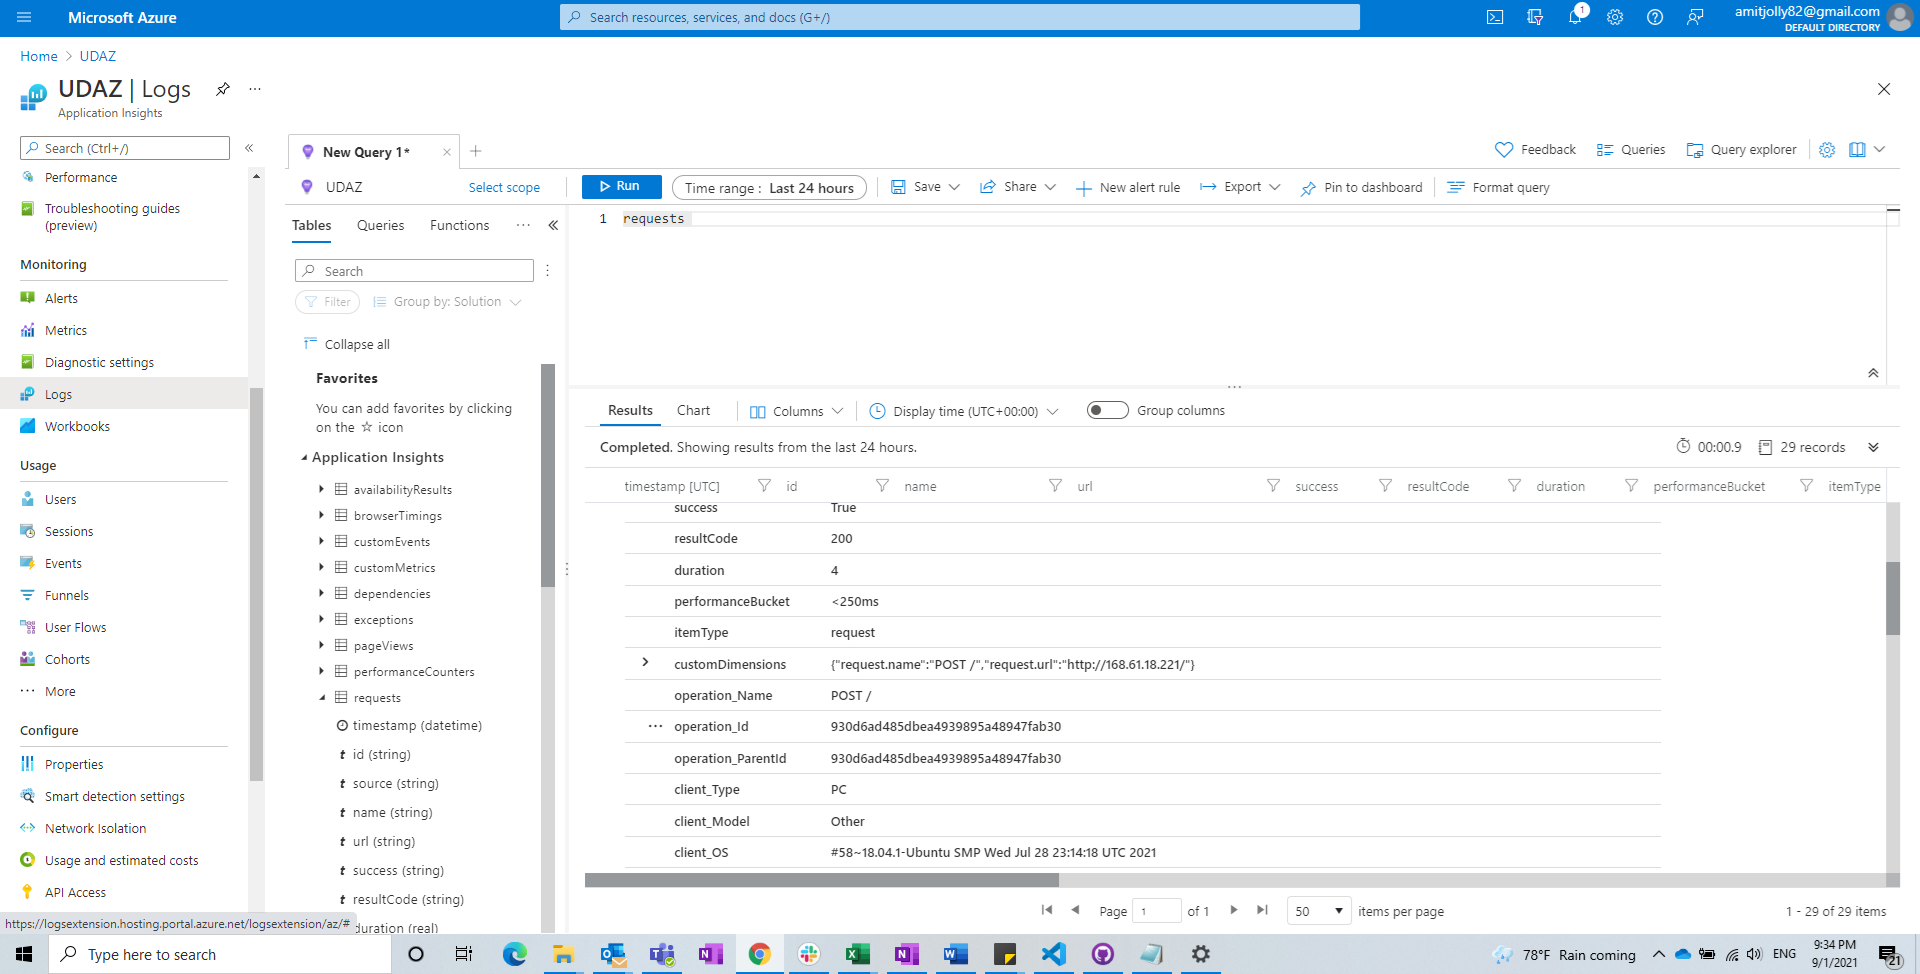 Microsoft Azure
Search resources, services, and docs (G+/)
1
amitjolly82@gmail.com
DEFAULT DIRECTORY
Home > UDAZ
UDAZ | Logs
Application Insights
Search (Ctrl+/)
Performance
Troubleshooting guides
(preview)
Monitoring
Alerts
Metrics
Diagnostic settings
Logs
Workbooks
Usage
Users
Sessions
Events
Funnels
User Flows
Cohorts
More
Configure
Properties
Smart detection settings
Network Isolation
Usage and estimated costs
API Access
https://logsextension.hosting.portal.azure.net/logsextension/az/#
New Query 1*
Feedback
Queries
Query explorer
UDAZ
Select scope
Run
Time range : Last 24 hours
Save
Share
New alert rule
Export
Pin to dashboard
Format query
Tables
Queries
Functions
Search
Filter
Group by: Solution
Collapse all
Favorites
You can add favorites by clicking
on the ☆ icon
Application Insights
availabilityResults
browserTimings
customEvents
customMetrics
dependencies
exceptions
pageViews
performanceCounters
requests
timestamp (datetime)
t id (string)
t source (string)
t name (string)
t url (string)
t success (string)
t resultCode (string)
duration (real)
1 requests
Results
Chart
Columns
Display time (UTC+00:00)
Group columns
Completed. Showing results from the last 24 hours.
00:00.9
29 records
timestamp [UTC] id name url success resultCode duration performanceBucket itemType
success True
resultCode 200
duration 4
performanceBucket <250ms
itemType request
customDimensions {"request.name":"POST /","request.url":"http://168.61.18.221/"}
operation_Name POST /
operation_Id 930d6ad485dbea4939895a48947fab30
operation_ParentId 930d6ad485dbea4939895a48947fab30
client_Type PC
client_Model Other
client_OS #58~18.04.1-Ubuntu SMP Wed Jul 28 23:14:18 UTC 2021
Page 1 of 1
50 items per page
1 - 29 of 29 items
Type here to search
78°F Rain coming
ENG
9:34 PM
9/1/2021
21